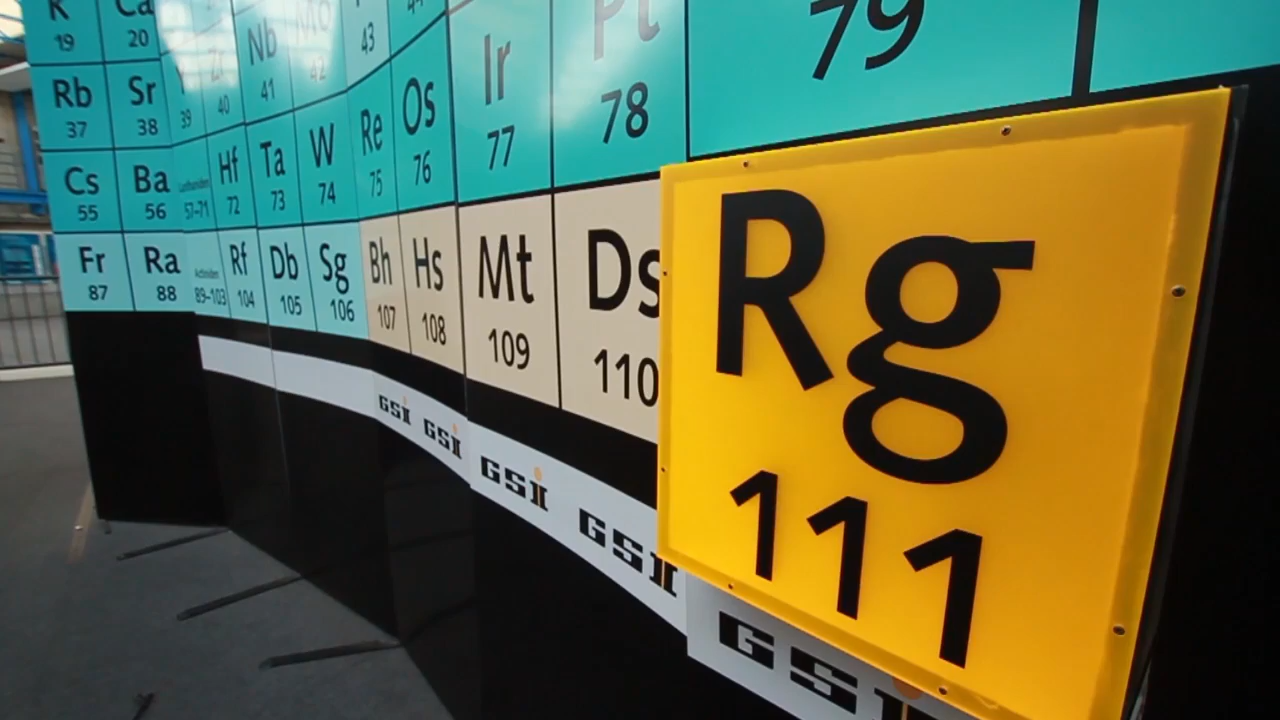 K Ca
19 20 43 79
Nb Mo Ir Pt
41 42 77 78
Rb Sr Re Os
37 38 39 40 75 76
Cs Ba Hf Ta W
55 56 57–71 72 73 74
Fr Ra Actiniden Rf Db Sg Bh Hs Mt Ds Rg
87 88 89–103 104 105 106 107 108 109 110 111
GSI GSI GSI GSI GSI